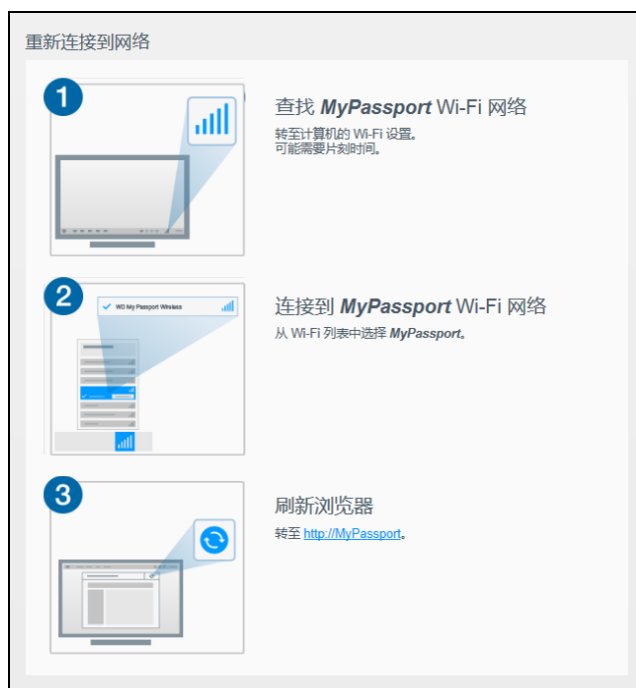 重新连接到网络
1
查找 MyPassport Wi-Fi 网络
转至计算机的 Wi-Fi 设置。
可能需要片刻时间。
2
WD My Passport Wireless
连接到 MyPassport Wi-Fi 网络
从 Wi-Fi 列表中选择 MyPassport。
3
刷新浏览器
转至 http://MyPassport。